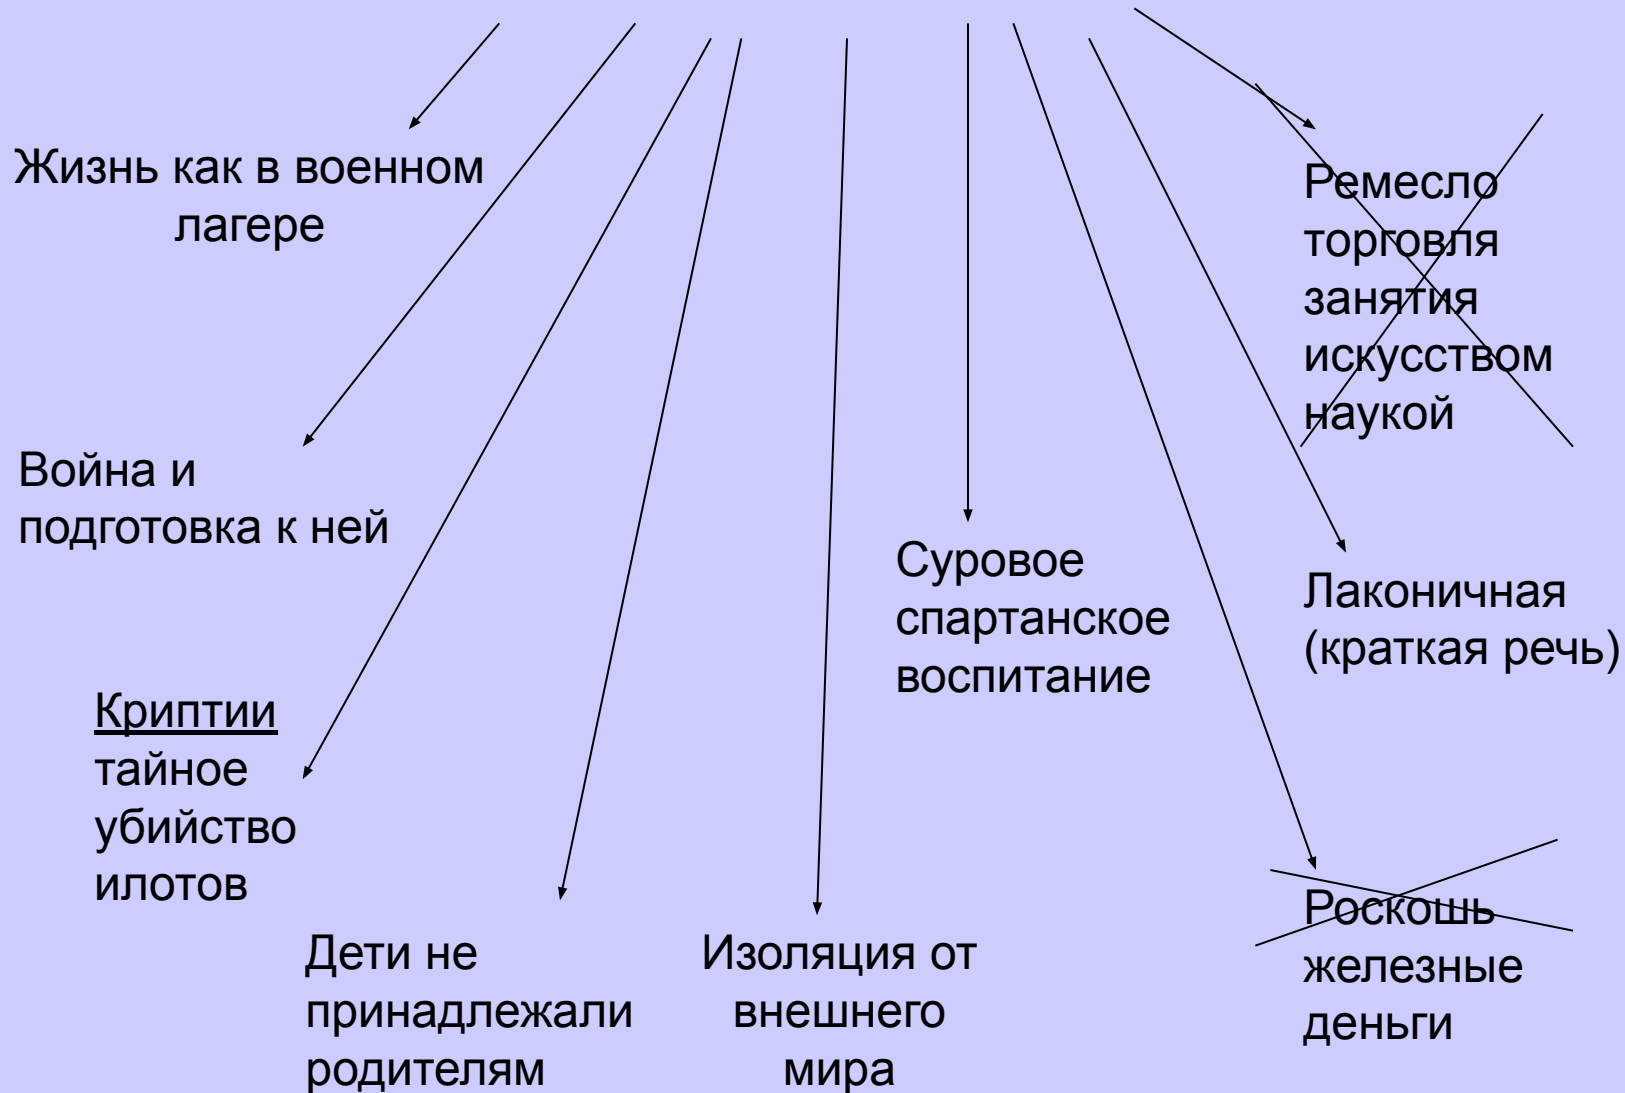 Жизнь как в военном
лагере
Ремесло
торговля
занятия
искусством
наукой
Война и
подготовка к ней
Суровое
спартанское
воспитание
Лаконичная
(краткая речь)
Криптии
тайное
убийство
илотов
Дети не
принадлежали
родителям
Изоляция от
внешнего
мира
Роскошь
железные
деньги